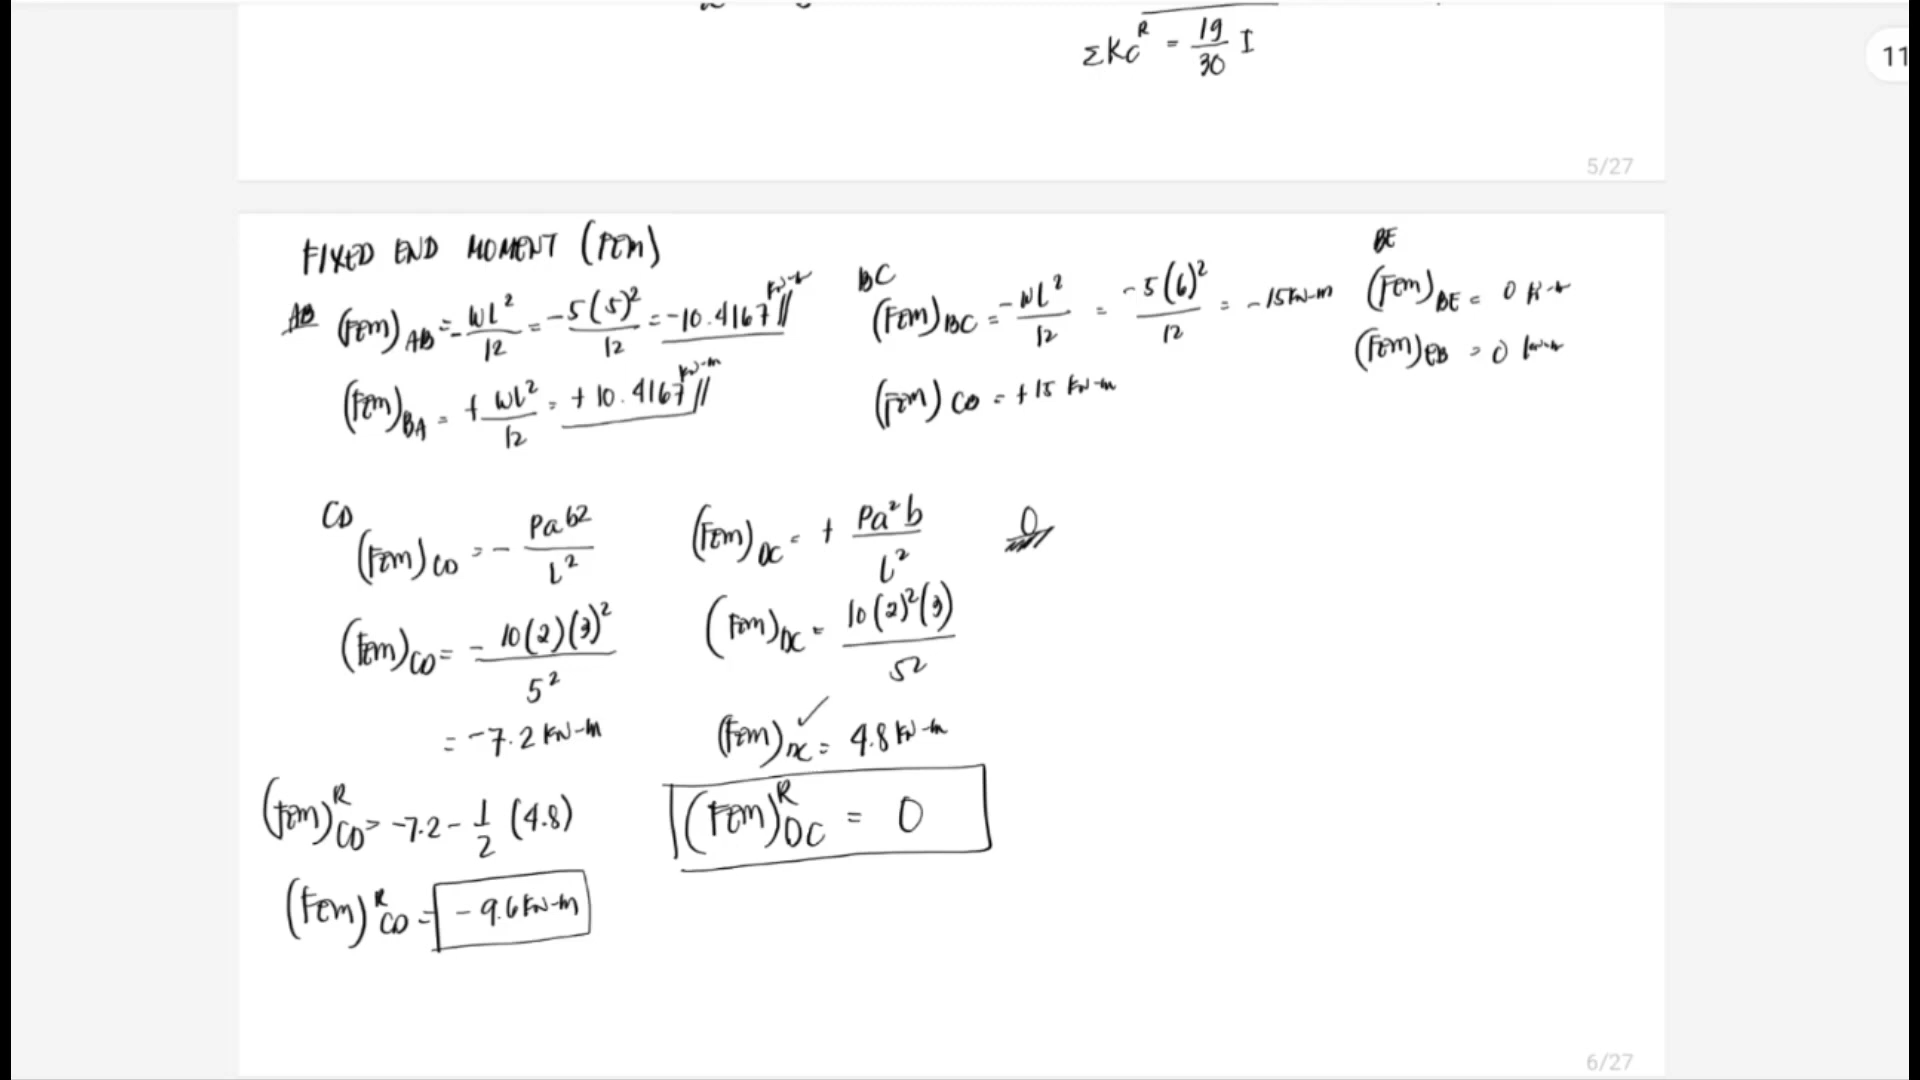 ΣKC^R = 19/30 I
11
5/27
FIXED END MOMENT (FEM)
AB (FEM)AB = -WL²/12 = -5(5)²/12 = -10.4167 kN-m
(FEM)BA = +WL²/12 = +10.4167 kN-m
BC
(FEM)BC = -WL²/12 = -5(6)²/12 = -15 kN-m
(FEM)CB = +15 kN-m
BE
(FEM)BE = 0
(FEM)EB = 0
CD
(FEM)CD = - Pab2/L²
(FEM)CD = - 10(2)(3)²/5²
= -7.2 kN-m
(FEM)^R CD = -7.2 - 1/2 (4.8)
(FEM)^R CD = -9.6 kN-m
(FEM)DC = + Pa²b/L²
(FEM)DC = 10(2)²(3)/5²
(FEM)DC = 4.8 kN-m
(FEM)^R DC = 0
D
6/27